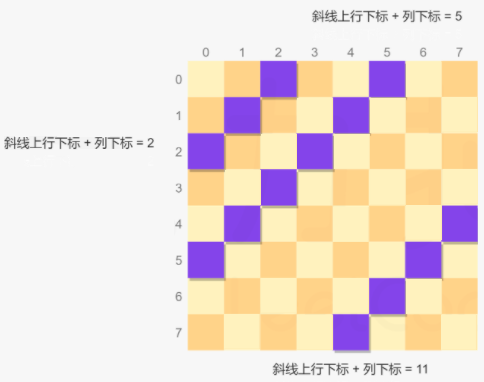 斜线上行下标 + 列下标 = 5
0 1 2 3 4 5 6 7
0
1
斜线上行下标 + 列下标 = 2
2
3
4
5
6
7
斜线上行下标 + 列下标 = 11